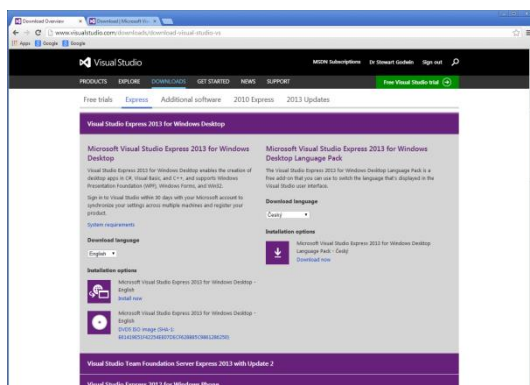 Download Overview
Download | Microsoft Vis
www.visualstudio.com/downloads/download-visual-studio-vs
Apps Google Google
Visual Studio
MSDN Subscriptions Dr Stewart Godwin Sign out
PRODUCTS EXPLORE DOWNLOADS GET STARTED NEWS SUPPORT
Free Visual Studio trial
Free trials Express Additional software 2010 Express 2013 Updates
Visual Studio Express 2013 for Windows Desktop
Microsoft Visual Studio Express 2013 for Windows
Desktop
Visual Studio Express 2013 for Windows Desktop enables the creation of
desktop apps in C#, Visual Basic, and C++, and supports Windows
Presentation Foundation (WPF), Windows Forms, and Win32.
Sign in to Visual Studio within 30 days with your Microsoft account to
synchronize your settings across multiple machines and register your
product.
System requirements
Download language
English
Installation options
Microsoft Visual Studio Express 2013 for Windows Desktop -
English
Install now
Microsoft Visual Studio Express 2013 for Windows Desktop -
English
DVD5 ISO image (SHA-1:
Microsoft Visual Studio Express 2013 for Windows
Desktop Language Pack
The Visual Studio Express 2013 for Windows Desktop Language Pack is a
free add-on that you can use to switch the language that's displayed in the
Visual Studio user interface.
Download language
Český
Installation options
Microsoft Visual Studio Express 2013 for Windows Desktop
Language Pack - Český
Download now
Visual Studio Team Foundation Server Express 2013 with Update 2
Visual Studio Express 2012 for Windows Phone